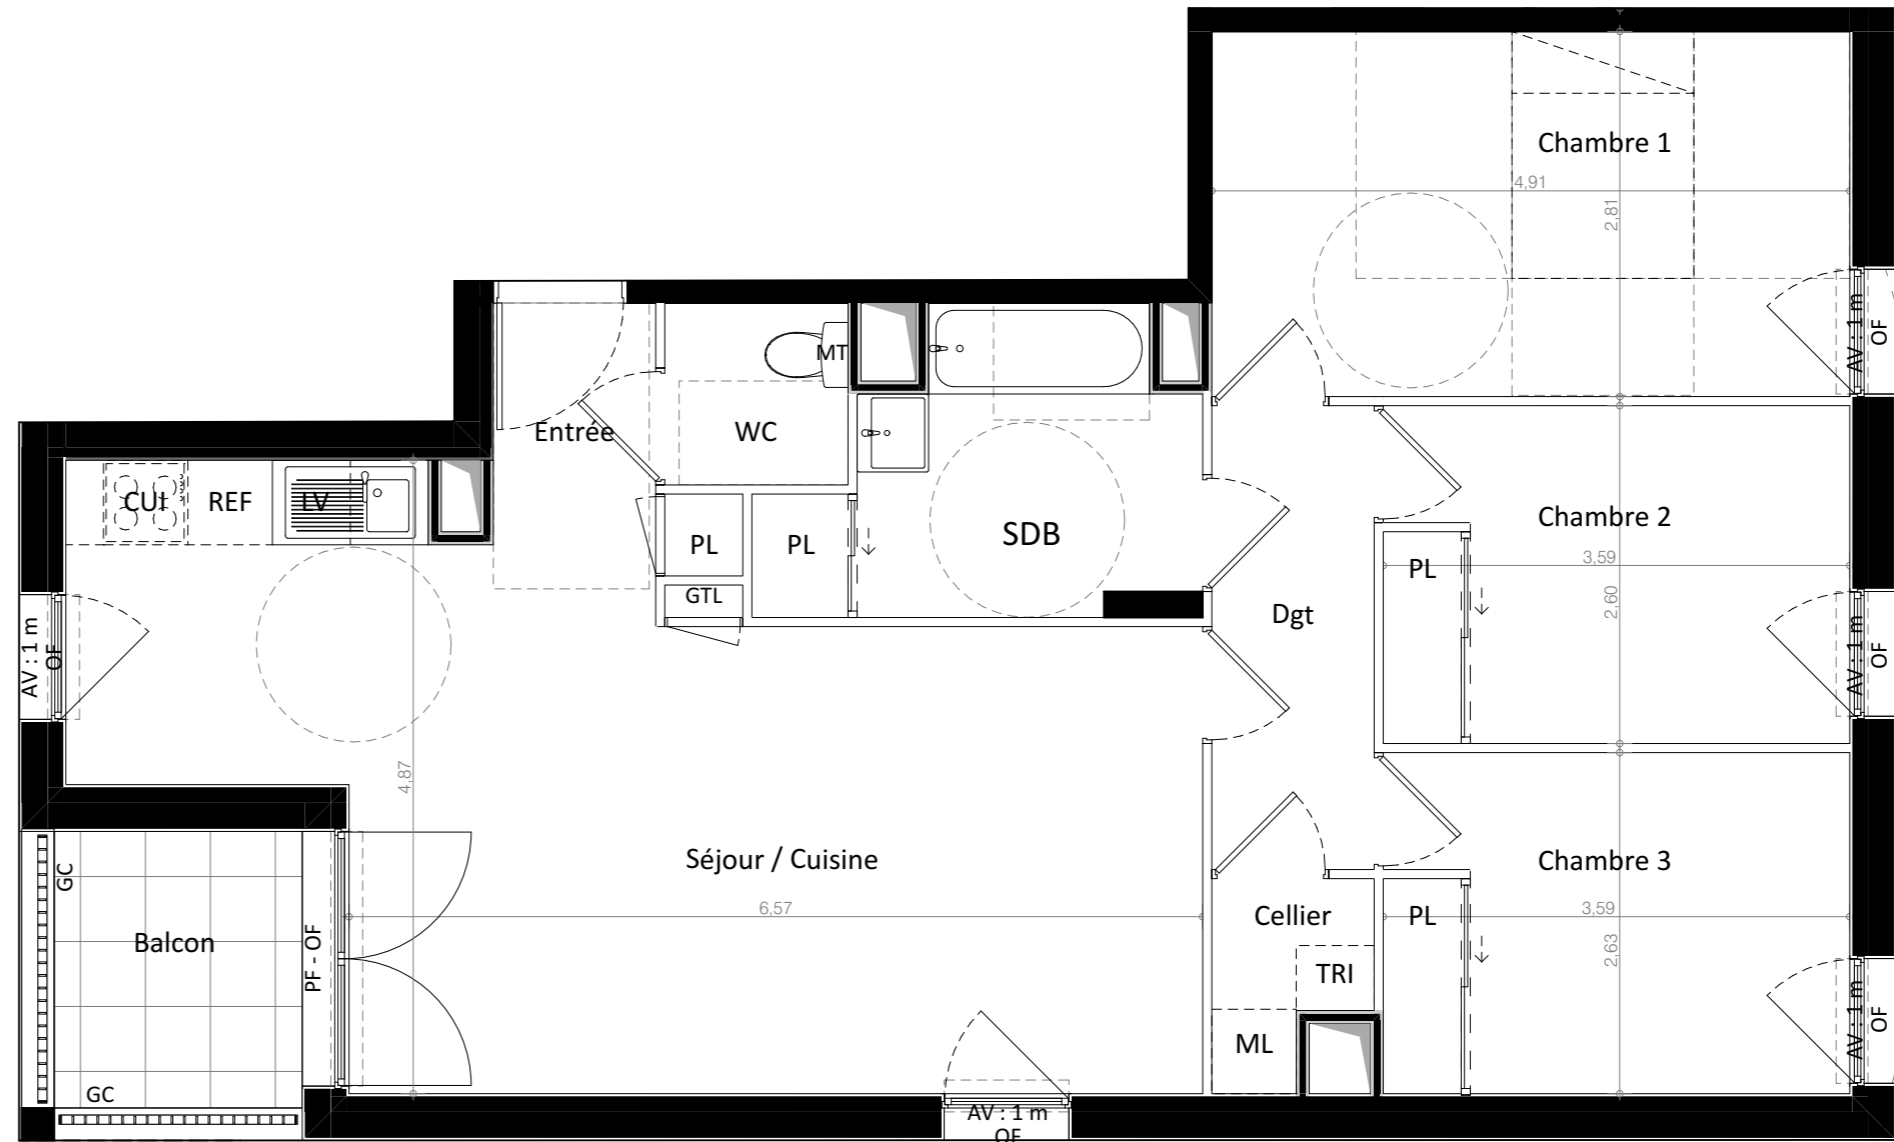 Chambre 1
4,91
2,81
AV : 1 m
OF
MT
Entrée
WC
CUI
REF
LV
PL
PL
SDB
GTL
Chambre 2
3,59
2,60
PL
AV : 1 m
OF
Dgt
AV : 1 m
OF
4,87
Séjour / Cuisine
6,57
Chambre 3
3,59
2,63
PL
AV : 1 m
OF
Cellier
TRI
ML
GC
Balcon
PF - OF
GC
AV : 1 m
OF